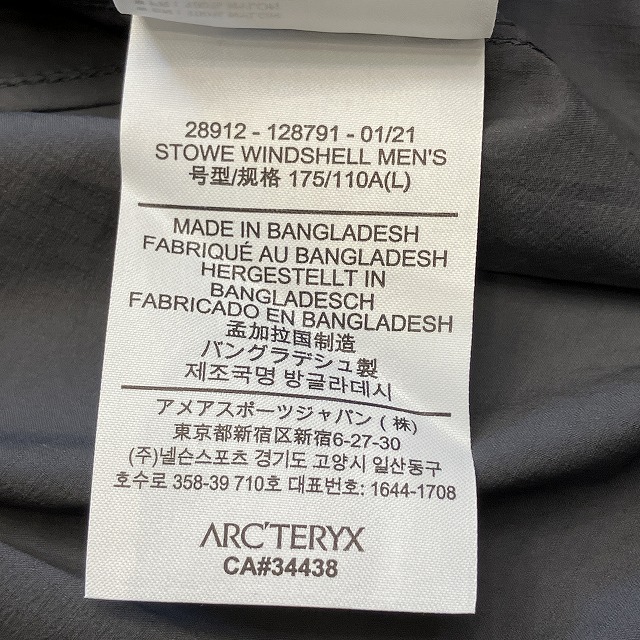 28912 - 128791 - 01/21
STOWE WINDSHELL MEN'S
号型/规格 175/110A(L)
MADE IN BANGLADESH
FABRIQUÉ AU BANGLADESH
HERGESTELLT IN
BANGLADESCH
FABRICADO EN BANGLADESH
孟加拉国制造
バングラデシュ製
제조국명 방글라데시
アメアスポーツジャパン (株)
東京都新宿区新宿6-27-30
(주)넬슨스포츠 경기도 고양시 일산동구
호수로 358-39 710호 대표번호: 1644-1708
ARC'TERYX
CA#34438